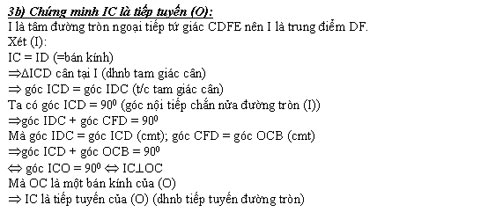 3b) Chứng minh IC là tiếp tuyến (O):
I là tâm đường tròn ngoại tiếp tứ giác CDFE nên I là trung điểm DF.
Xét (I):
IC = ID (=bán kính)
⇒ΔICD cân tại I (dhnb tam giác cân)
⇒ góc ICD = góc IDC (t/c tam giác cân)
Ta có góc ICD = 90⁰ (góc nội tiếp chắn nửa đường tròn (I))
⇒góc IDC + góc CFD = 90⁰
Mà góc IDC = góc ICD (cmt); góc CFD = góc OCB (cmt)
⇒góc ICD + góc OCB = 90⁰
⇔ góc ICO = 90⁰ ⇔ IC⊥OC
Mà OC là một bán kính của (O)
⇒ IC là tiếp tuyến của (O) (dhnb tiếp tuyến đường tròn)